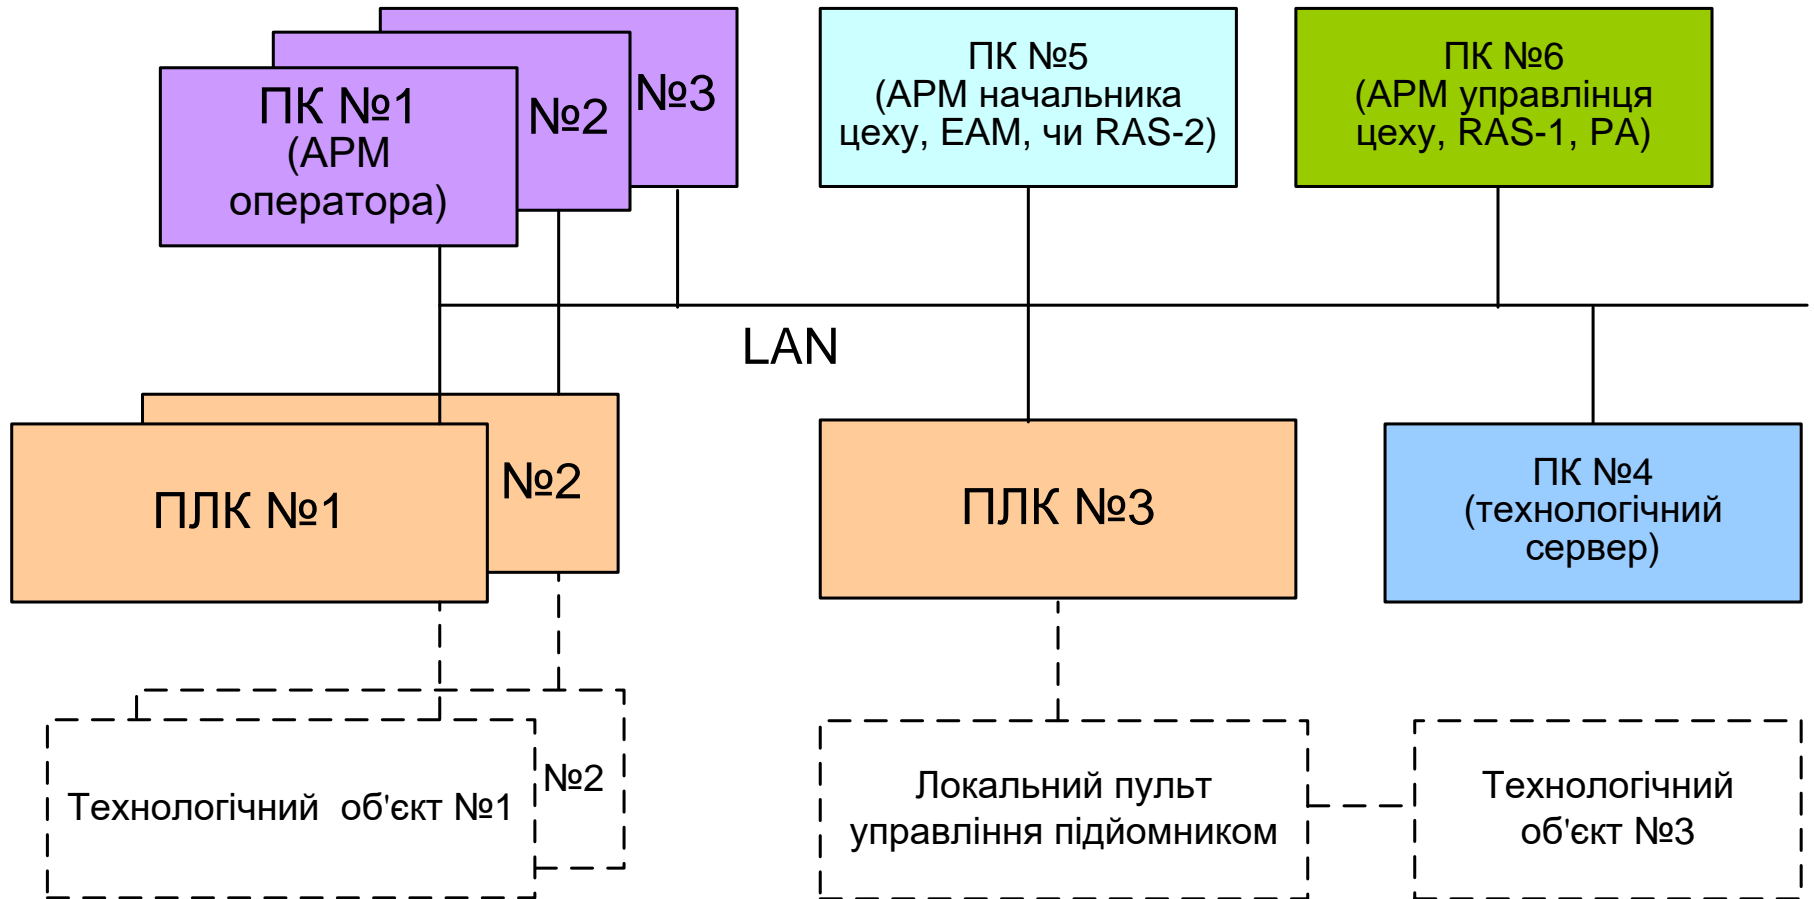 ПК №1
(АРМ
оператора)
№2
№3
ПК №5
(АРМ начальника
цеху, ЕАМ, чи RAS-2)
ПК №6
(АРМ управлінця
цеху, RAS-1, РА)
LAN
ПЛК №1
№2
ПЛК №3
ПК №4
(технологічний
сервер)
Технологічний об'єкт №1
№2
Локальний пульт
управління підйомником
Технологічний
об'єкт №3